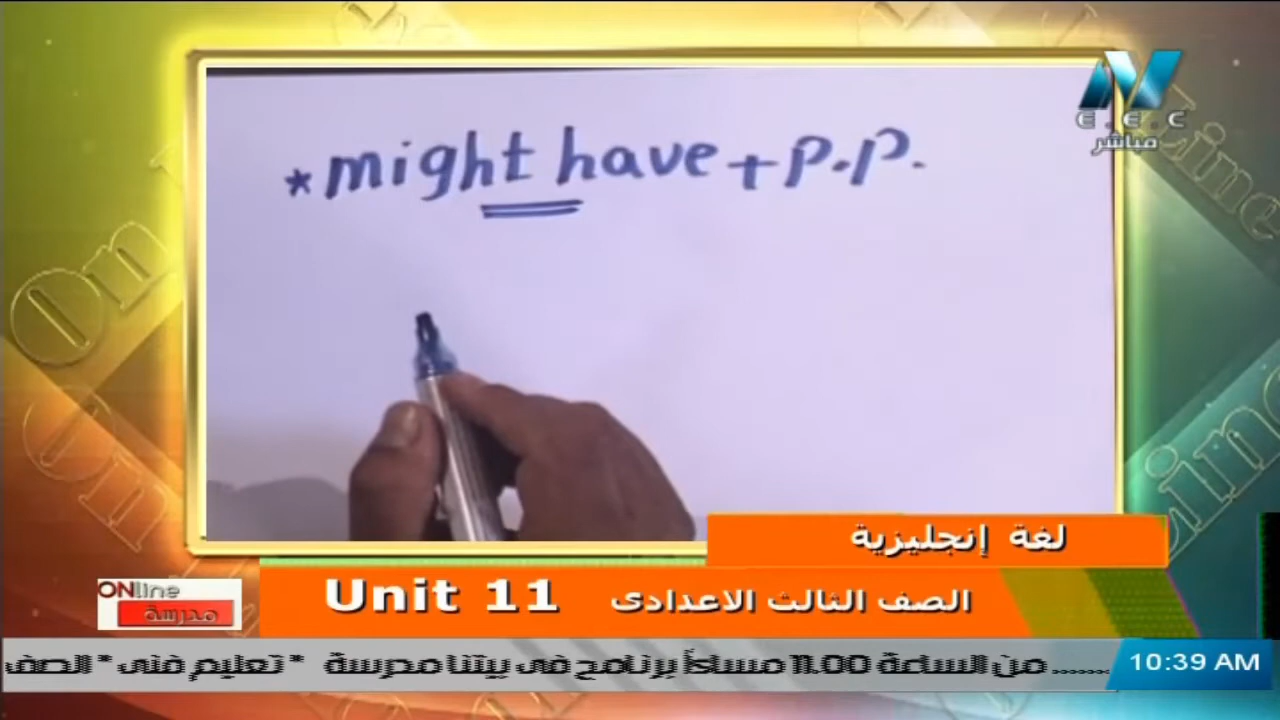 * might have + p.p.
E.E.C
مباشر
لغة إنجليزية
Unit 11 الصف الثالث الاعدادى
ONline
مدرسة
10:39 AM
...... من الساعة 11.00 مساءاً برنامج فى بيتنا مدرسة * تعليم فنى * الصف